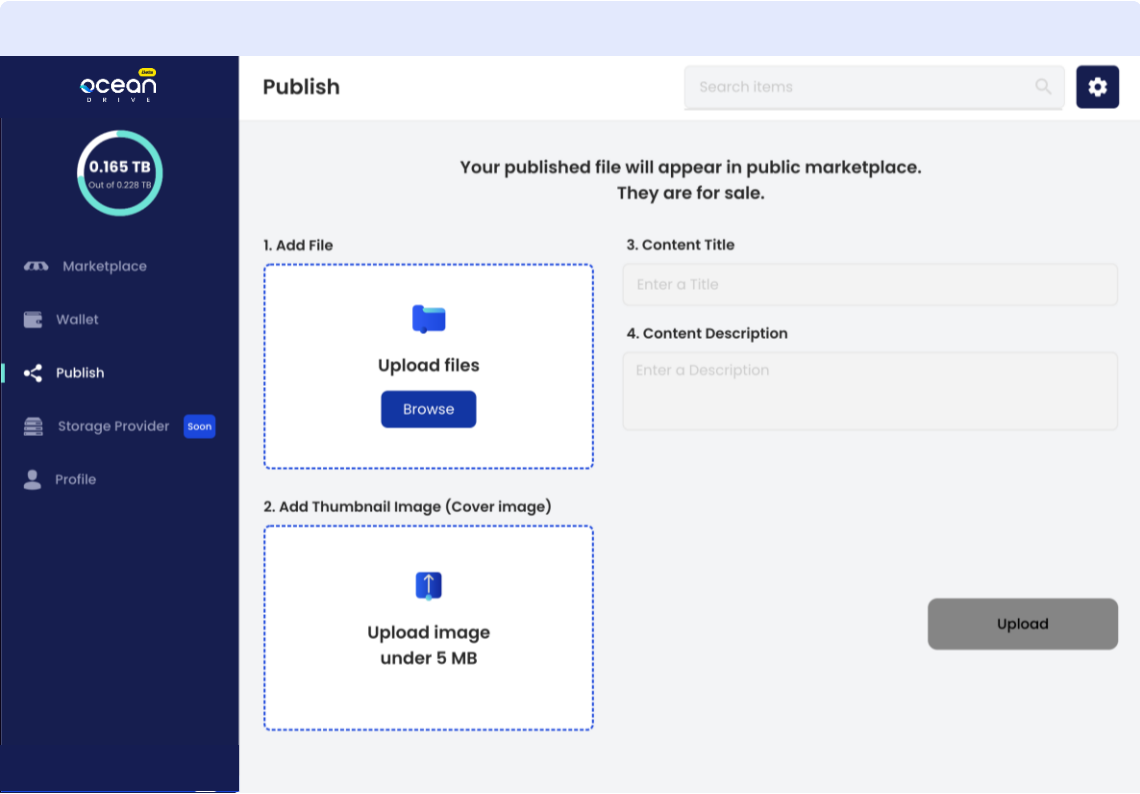 Beta
ocean
DRIVE
Publish
Search items
0.165 TB
Out of 0.228 TB
Marketplace
Wallet
Publish
Storage Provider Soon
Profile
Your published file will appear in public marketplace.
They are for sale.
1. Add File
Upload files
Browse
2. Add Thumbnail Image (Cover image)
Upload image
under 5 MB
3. Content Title
Enter a Title
4. Content Description
Enter a Description
Upload